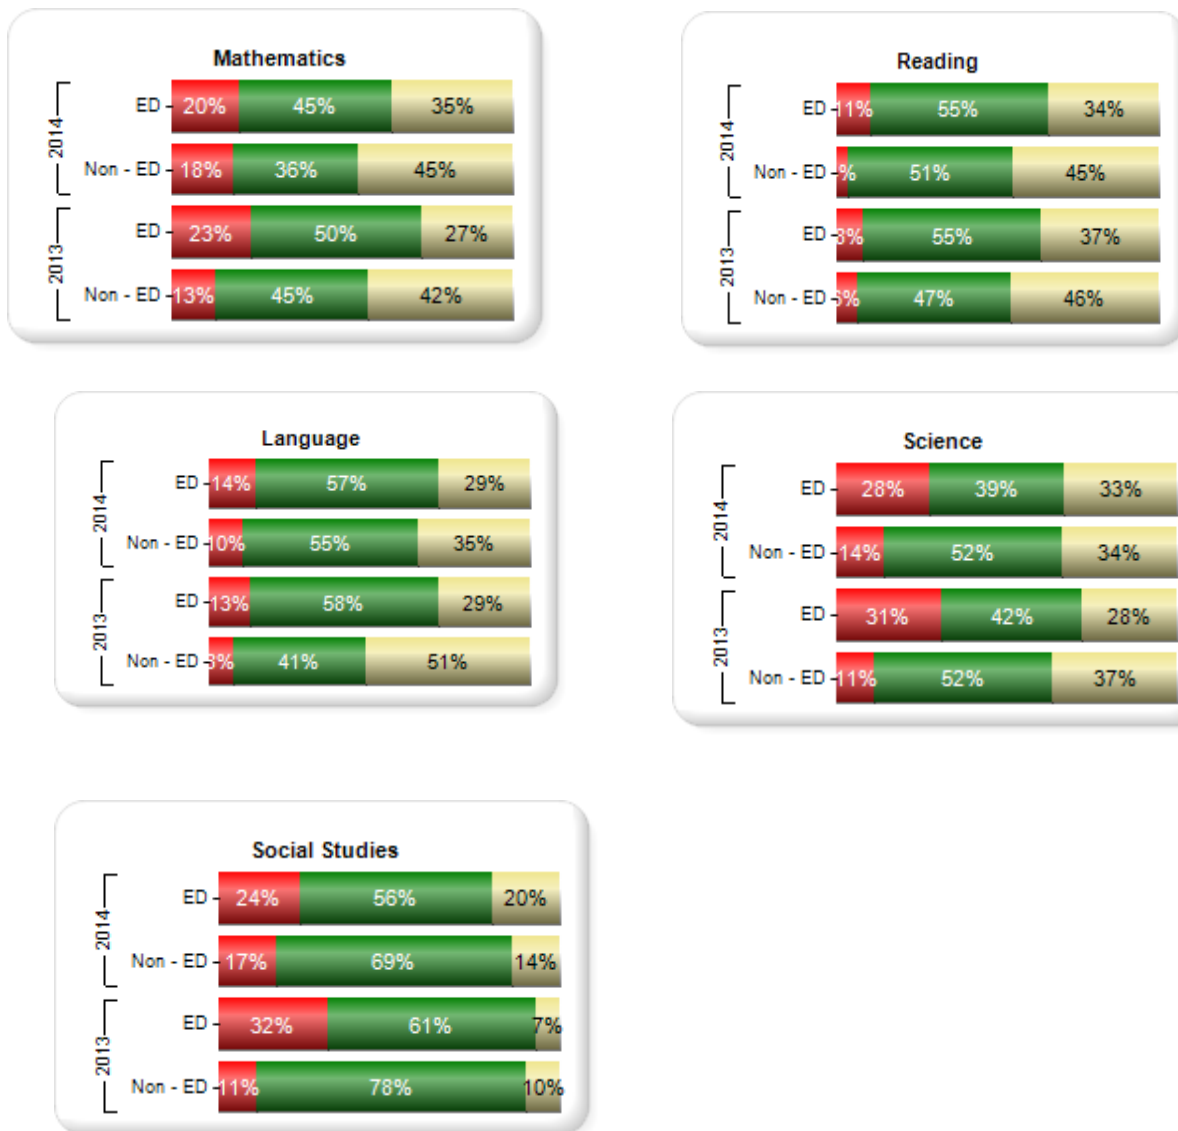 Mathematics
2014
ED 20% 45% 35%
Non - ED 18% 36% 45%
2013
ED 23% 50% 27%
Non - ED 13% 45% 42%
Reading
2014
ED 11% 55% 34%
Non - ED % 51% 45%
2013
ED 8% 55% 37%
Non - ED 6% 47% 46%
Language
2014
ED 14% 57% 29%
Non - ED 10% 55% 35%
2013
ED 13% 58% 29%
Non - ED 8% 41% 51%
Science
2014
ED 28% 39% 33%
Non - ED 14% 52% 34%
2013
ED 31% 42% 28%
Non - ED 11% 52% 37%
Social Studies
2014
ED 24% 56% 20%
Non - ED 17% 69% 14%
2013
ED 32% 61% 7%
Non - ED 11% 78% 10%